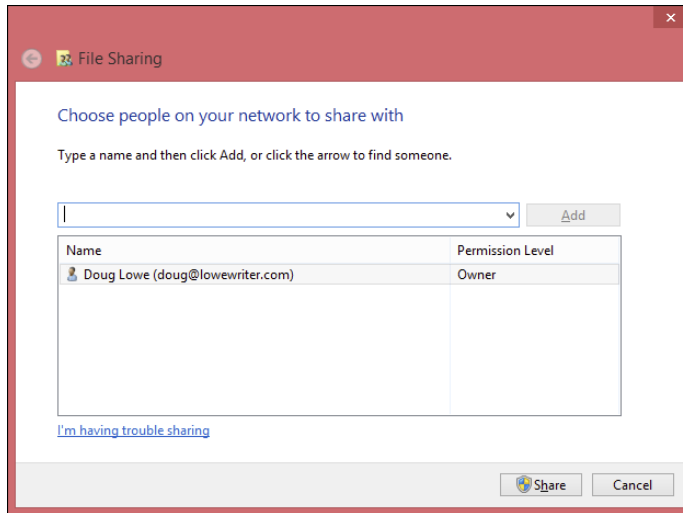 File Sharing
Choose people on your network to share with
Type a name and then click Add, or click the arrow to find someone.
Add
Name Permission Level
Doug Lowe (doug@lowewriter.com) Owner
I'm having trouble sharing
Share Cancel